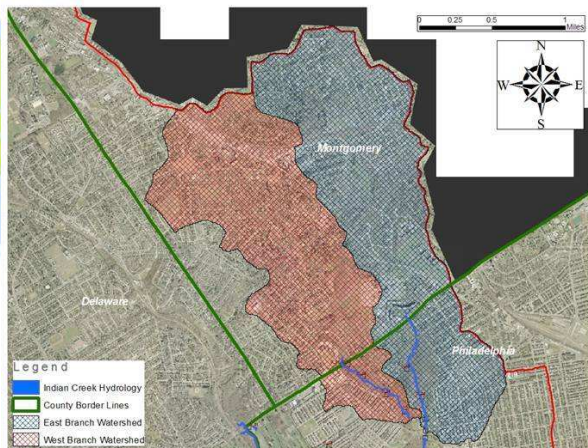 0 0.25 0.5 1
Miles
N
W E
S
Montgomery
Delaware
Philadelphia
Legend
Indian Creek Hydrology
County Border Lines
East Branch Watershed
West Branch Watershed